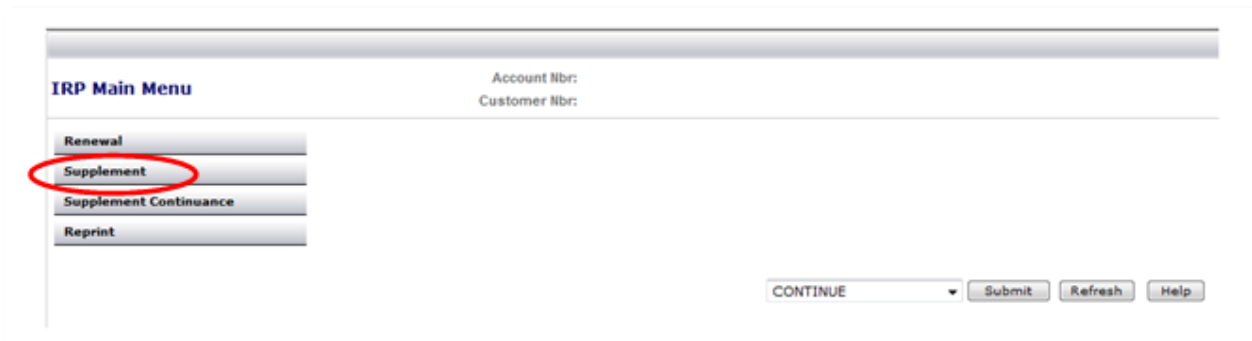 IRP Main Menu
Account Nbr:
Customer Nbr:
Renewal
Supplement
Supplement Continuance
Reprint
CONTINUE Submit Refresh Help